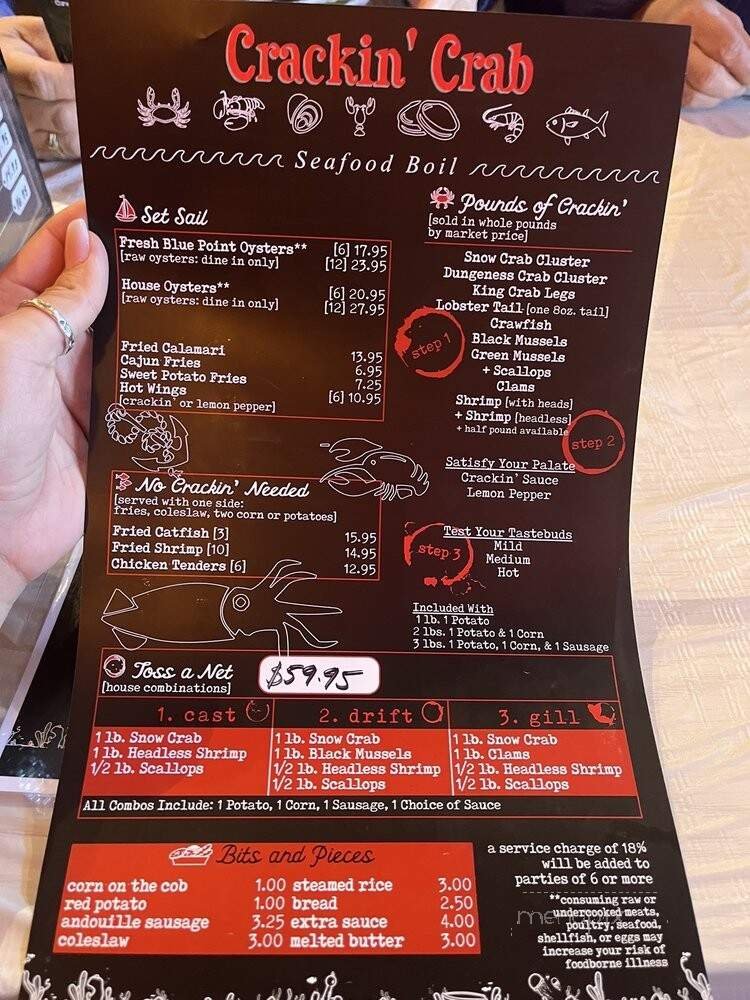 Crackin' Crab
Seafood Boil
Set Sail
Fresh Blue Point Oysters** [6] 17.95
[raw oysters: dine in only] [12] 23.95
House Oysters** [6] 20.95
[raw oysters: dine in only] [12] 27.95
Fried Calamari 13.95
Cajun Fries 6.95
Sweet Potato Fries 7.25
Hot Wings [6] 10.95
[crackin' or lemon pepper]
No Crackin' Needed
[served with one side:
fries, coleslaw, two corn or potatoes]
Fried Catfish [3] 15.95
Fried Shrimp [10] 14.95
Chicken Tenders [6] 12.95
Pounds of Crackin'
[sold in whole pounds
by market price]
Snow Crab Cluster
Dungeness Crab Cluster
King Crab Legs
Lobster Tail [one 8oz. tail]
Crawfish
step 1
Black Mussels
Green Mussels
+ Scallops
Clams
Shrimp [with heads]
+ Shrimp [headless]
+ half pound available
step 2
Satisfy Your Palate
Crackin' Sauce
Lemon Pepper
Test Your Tastebuds
step 3
Mild
Medium
Hot
Included With
1 lb. 1 Potato
2 lbs. 1 Potato & 1 Corn
3 lbs. 1 Potato, 1 Corn, & 1 Sausage
Toss a Net $59.95
[house combinations]
1. cast
1 lb. Snow Crab
1 lb. Headless Shrimp
1/2 lb. Scallops
2. drift
1 lb. Snow Crab
1 lb. Black Mussels
1/2 lb. Headless Shrimp
1/2 lb. Scallops
3. gill
1 lb. Snow Crab
1 lb. Clams
1/2 lb. Headless Shrimp
1/2 lb. Scallops
All Combos Include: 1 Potato, 1 Corn, 1 Sausage, 1 Choice of Sauce
Bits and Pieces
corn on the cob 1.00 steamed rice 3.00
red potato 1.00 bread 2.50
andouille sausage 3.25 extra sauce 4.00
coleslaw 3.00 melted butter 3.00
a service charge of 18%
will be added to
parties of 6 or more
**consuming raw or
undercooked meats,
poultry, seafood,
shellfish, or eggs may
increase your risk of
foodborne illness